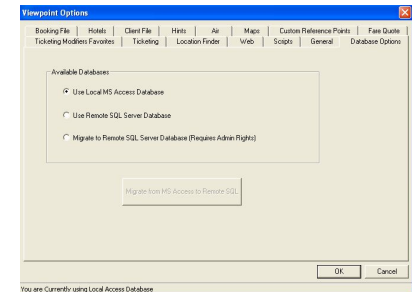 Viewpoint Options
Booking File Hotels Client File Hints Air Maps Custom Reference Points Fare Quote
Ticketing Modifiers Favorites Ticketing Location Finder Web Scripts General Database Options
Available Databases
Use Local MS Access Database
Use Remote SQL Server Database
Migrate to Remote SQL Server Database (Requires Admin Rights)
Migrate from MS Access to Remote SQL
OK Cancel
You are Currently using Local Access Database